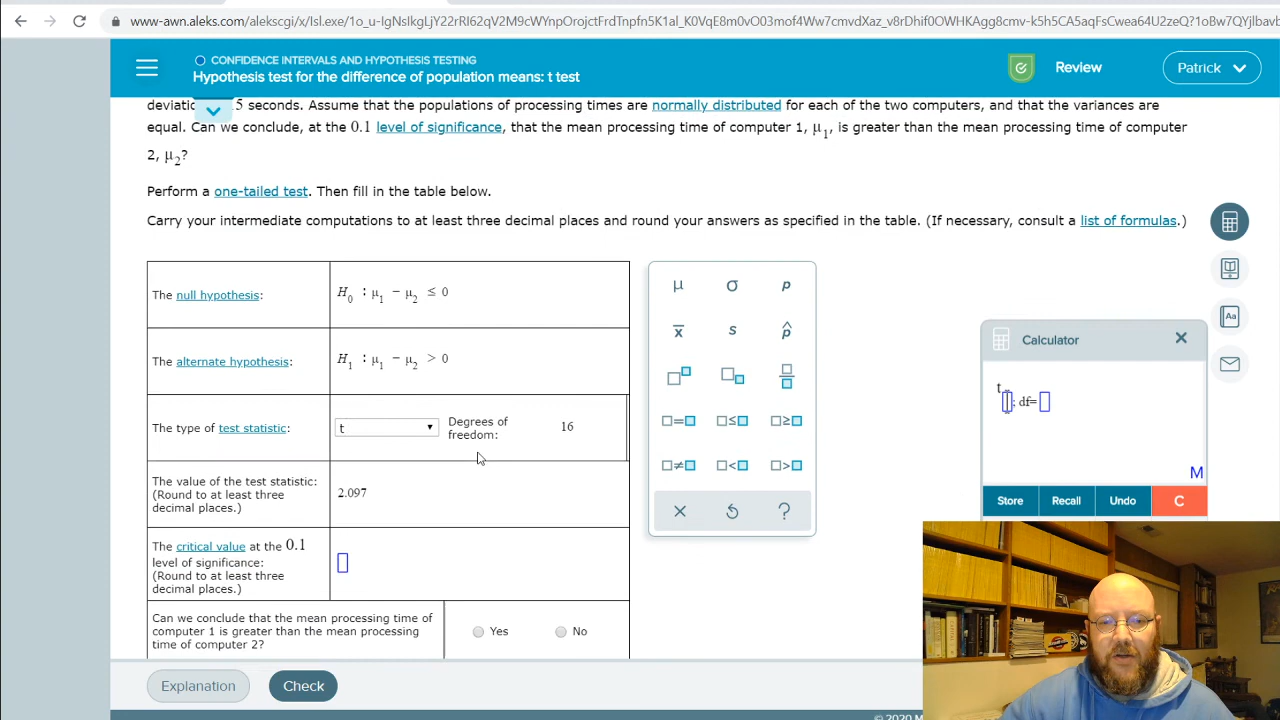 www-awn.aleks.com/alekscgi/x/Isl.exe/1o_u-IgNsIkgLjY22rRI62qV2M9cWYnpOrojctFrdTnpfn5K1al_K0VqE8m0vO03mof4Ww7cmvdXaz_v8rDhif0OWHKAgg8cmv-k5h5CA5aqFsCwea64U2zeQ?1oBw7QYjlbavb
CONFIDENCE INTERVALS AND HYPOTHESIS TESTING
Hypothesis test for the difference of population means: t test
Review
Patrick
5 seconds. Assume that the populations of processing times are normally distributed for each of the two computers, and that the variances are
equal. Can we conclude, at the 0.1 level of significance, that the mean processing time of computer 1, μ1, is greater than the mean processing time of computer
2, μ2?
Perform a one-tailed test. Then fill in the table below.
Carry your intermediate computations to at least three decimal places and round your answers as specified in the table. (If necessary, consult a list of formulas.)
The null hypothesis:
H0 : μ1 − μ2 ≤ 0
The alternate hypothesis:
H1 : μ1 − μ2 > 0
The type of test statistic:
t
Degrees of
freedom:
16
The value of the test statistic:
(Round to at least three
decimal places.)
2.097
The critical value at the 0.1
level of significance:
(Round to at least three
decimal places.)
Can we conclude that the mean processing time of
computer 1 is greater than the mean processing
time of computer 2?
Yes
No
μ σ p
x̄ s p̂
□=□ □≤□ □≥□
□≠□ □<□ □>□
✕ ?
Aa
Calculator
t □; df= □
M
Store Recall Undo C
Explanation
Check
© 2020 M